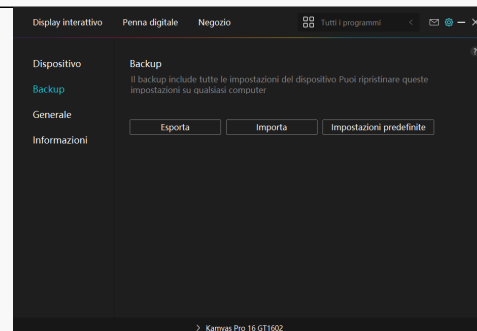 Display interattivo Penna digitale Negozio Tutti i programmi
Dispositivo
Backup
Generale
Informazioni
Backup
Il backup include tutte le impostazioni del dispositivo Puoi ripristinare queste
impostazioni su qualsiasi computer
Esporta Importa Impostazioni predefinite
Kamvas Pro 16 GT1602